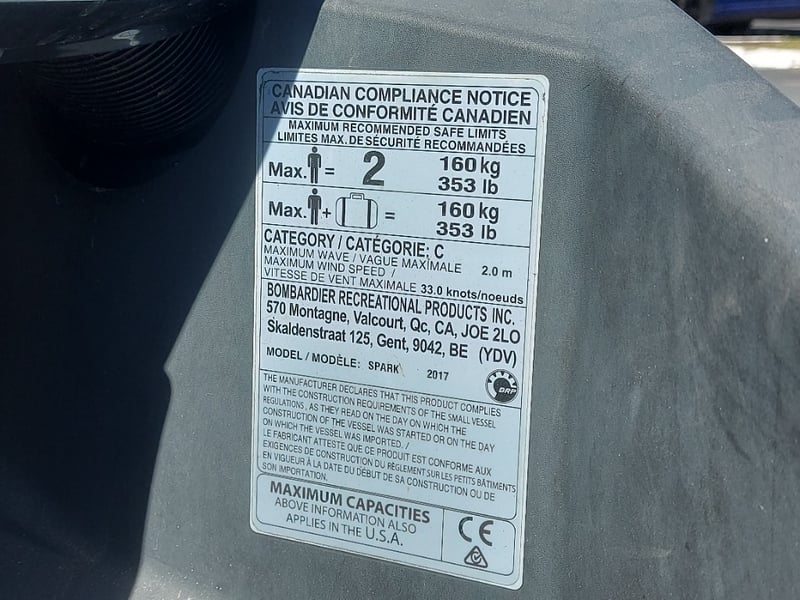 CANADIAN COMPLIANCE NOTICE
AVIS DE CONFORMITÉ CANADIEN
MAXIMUM RECOMMENDED SAFE LIMITS
LIMITES MAX. DE SÉCURITÉ RECOMMANDÉES
Max. = 2 160 kg
353 lb
Max. + = 160 kg
353 lb
CATEGORY / CATÉGORIE: C
MAXIMUM WAVE / VAGUE MAXIMALE 2.0 m
MAXIMUM WIND SPEED /
VITESSE DE VENT MAXIMALE 33.0 knots/noeuds
BOMBARDIER RECREATIONAL PRODUCTS INC.
570 Montagne, Valcourt, Qc, CA, JOE 2LO
Skaldenstraat 125, Gent, 9042, BE (YDV)
MODEL / MODÈLE: SPARK 2017
BRP
THE MANUFACTURER DECLARES THAT THIS PRODUCT COMPLIES
WITH THE CONSTRUCTION REQUIREMENTS OF THE SMALL VESSEL
REGULATIONS, AS THEY READ ON THE DAY ON WHICH THE
CONSTRUCTION OF THE VESSEL WAS STARTED OR ON THE DAY
ON WHICH THE VESSEL WAS IMPORTED. /
LE FABRICANT ATTESTE QUE CE PRODUIT EST CONFORME AUX
EXIGENCES DE CONSTRUCTION DU RÈGLEMENT SUR LES PETITS BÂTIMENTS
EN VIGUEUR À LA DATE DU DÉBUT DE SA CONSTRUCTION OU DE
SON IMPORTATION.
MAXIMUM CAPACITIES
ABOVE INFORMATION ALSO
APPLIES IN THE U.S.A.
CE